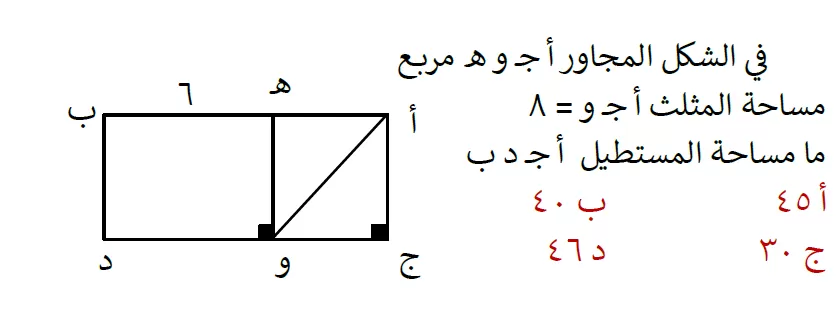 في الشكل المجاور أ جـ و هـ مربع
مساحة المثلث أ جـ و = ٨
ما مساحة المستطيل أ جـ د ب
أ ٤٥ ب ٤٠
ج ٣٠ د ٤٦
هـ
٦
أ ب
ج و د